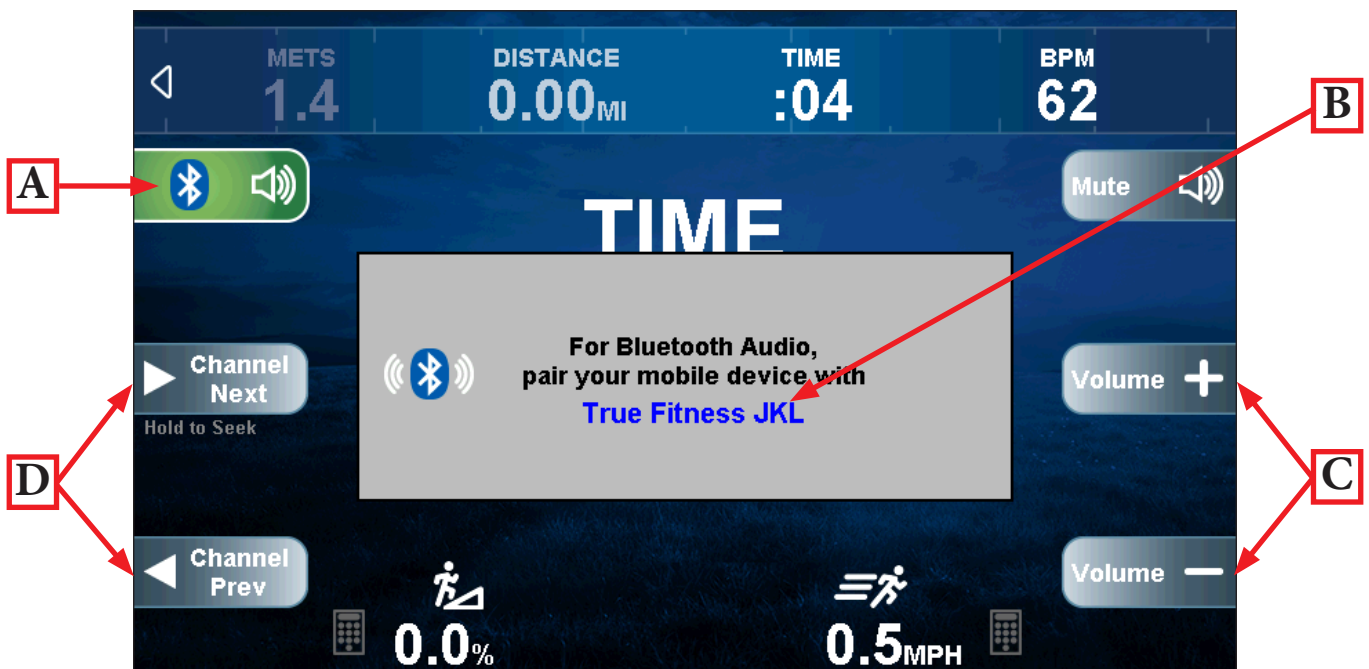 METS DISTANCE TIME BPM
1.4 0.00MI :04 62
B
A
Mute
TIME
For Bluetooth Audio,
pair your mobile device with
True Fitness JKL
Channel
Next
Hold to Seek
Volume +
D
C
Channel
Prev
Volume −
0.0%
0.5MPH